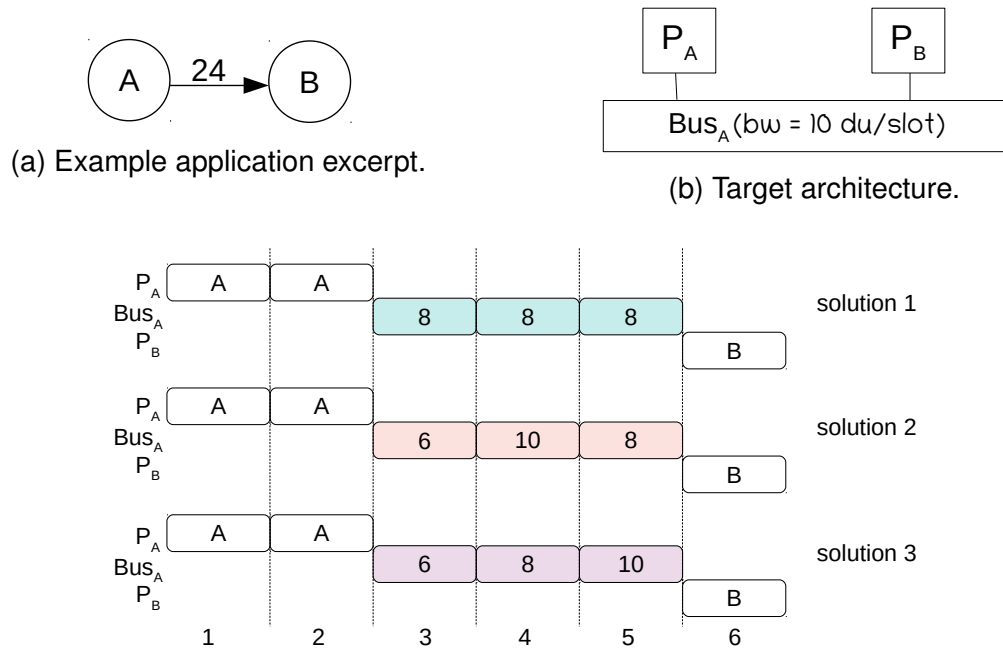 A 24 B
(a) Example application excerpt.
P_A P_B
Bus_A (bw = 10 du/slot)
(b) Target architecture.
P_A A A
Bus_A 8 8 8 solution 1
P_B B
P_A A A
Bus_A 6 10 8 solution 2
P_B B
P_A A A
Bus_A 6 8 10 solution 3
P_B B
1 2 3 4 5 6